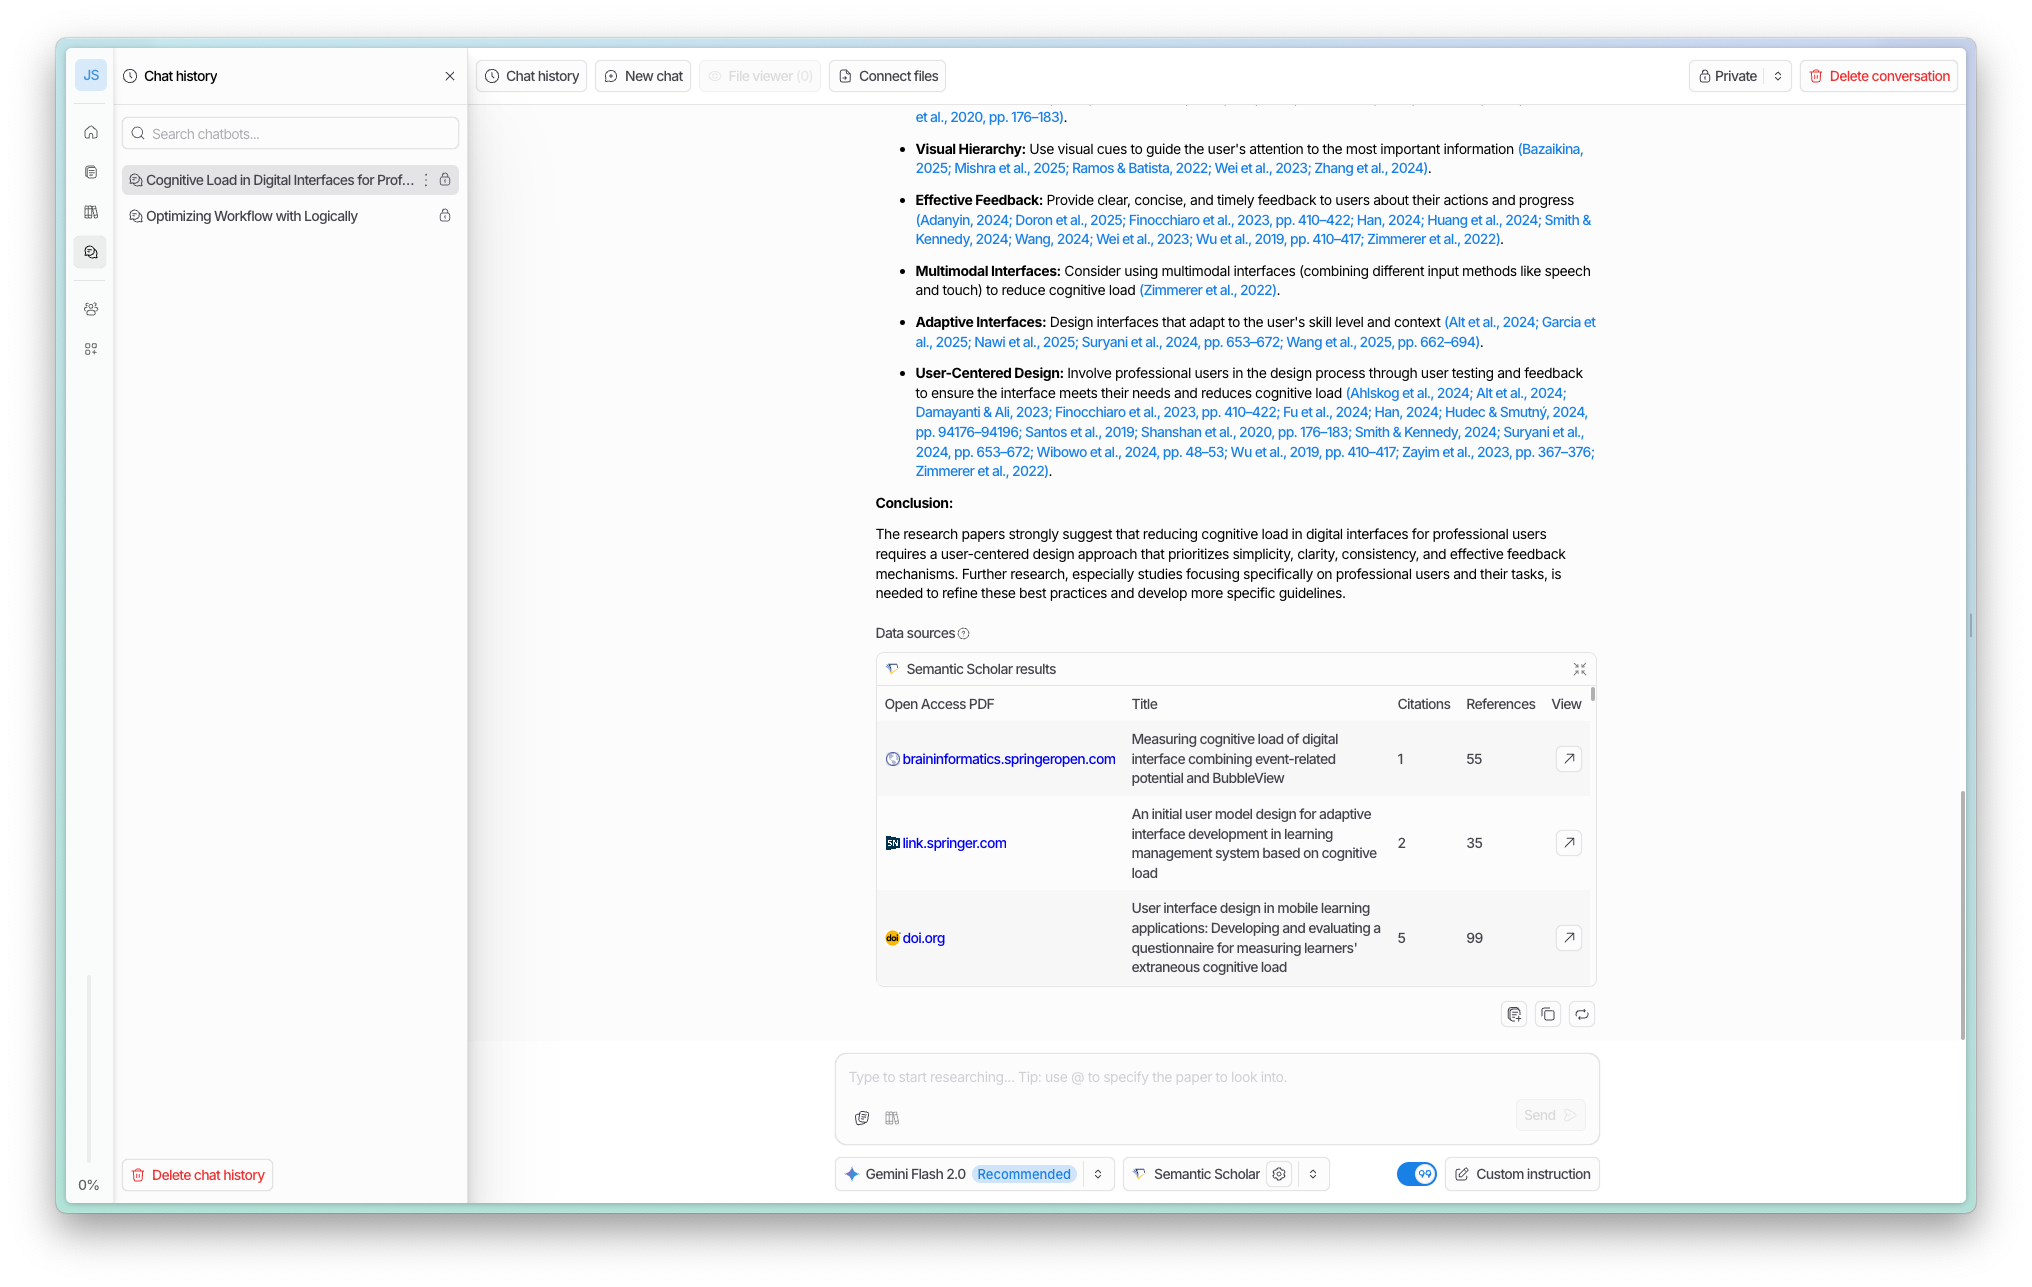 JS
Chat history
Search chatbots...
Cognitive Load in Digital Interfaces for Prof...
Optimizing Workflow with Logically
0%
Delete chat history
Chat history
New chat
File viewer (0)
Connect files
Private
Delete conversation
et al., 2020, pp. 176–183).
• Visual Hierarchy: Use visual cues to guide the user's attention to the most important information (Bazaikina,
2025; Mishra et al., 2025; Ramos & Batista, 2022; Wei et al., 2023; Zhang et al., 2024).
• Effective Feedback: Provide clear, concise, and timely feedback to users about their actions and progress
(Adanyin, 2024; Doron et al., 2025; Finocchiaro et al., 2023, pp. 410–422; Han, 2024; Huang et al., 2024; Smith &
Kennedy, 2024; Wang, 2024; Wei et al., 2023; Wu et al., 2019, pp. 410–417; Zimmerer et al., 2022).
• Multimodal Interfaces: Consider using multimodal interfaces (combining different input methods like speech
and touch) to reduce cognitive load (Zimmerer et al., 2022).
• Adaptive Interfaces: Design interfaces that adapt to the user's skill level and context (Alt et al., 2024; Garcia et
al., 2025; Nawi et al., 2025; Suryani et al., 2024, pp. 653–672; Wang et al., 2025, pp. 662–694).
• User-Centered Design: Involve professional users in the design process through user testing and feedback
to ensure the interface meets their needs and reduces cognitive load (Ahlskog et al., 2024; Alt et al., 2024;
Damayanti & Ali, 2023; Finocchiaro et al., 2023, pp. 410–422; Fu et al., 2024; Han, 2024; Hudec & Smutný, 2024,
pp. 94176–94196; Santos et al., 2019; Shanshan et al., 2020, pp. 176–183; Smith & Kennedy, 2024; Suryani et al.,
2024, pp. 653–672; Wibowo et al., 2024, pp. 48–53; Wu et al., 2019, pp. 410–417; Zayim et al., 2023, pp. 367–376;
Zimmerer et al., 2022).
Conclusion:
The research papers strongly suggest that reducing cognitive load in digital interfaces for professional users
requires a user-centered design approach that prioritizes simplicity, clarity, consistency, and effective feedback
mechanisms. Further research, especially studies focusing specifically on professional users and their tasks, is
needed to refine these best practices and develop more specific guidelines.
Data sources
Semantic Scholar results
Open Access PDF Title Citations References View
braininformatics.springeropen.com
Measuring cognitive load of digital
interface combining event-related
potential and BubbleView
1 55
SN link.springer.com
An initial user model design for adaptive
interface development in learning
management system based on cognitive
load
2 35
doi doi.org
User interface design in mobile learning
applications: Developing and evaluating a
questionnaire for measuring learners'
extraneous cognitive load
5 99
Type to start researching... Tip: use @ to specify the paper to look into.
Send
Gemini Flash 2.0 Recommended
Semantic Scholar
Custom instruction